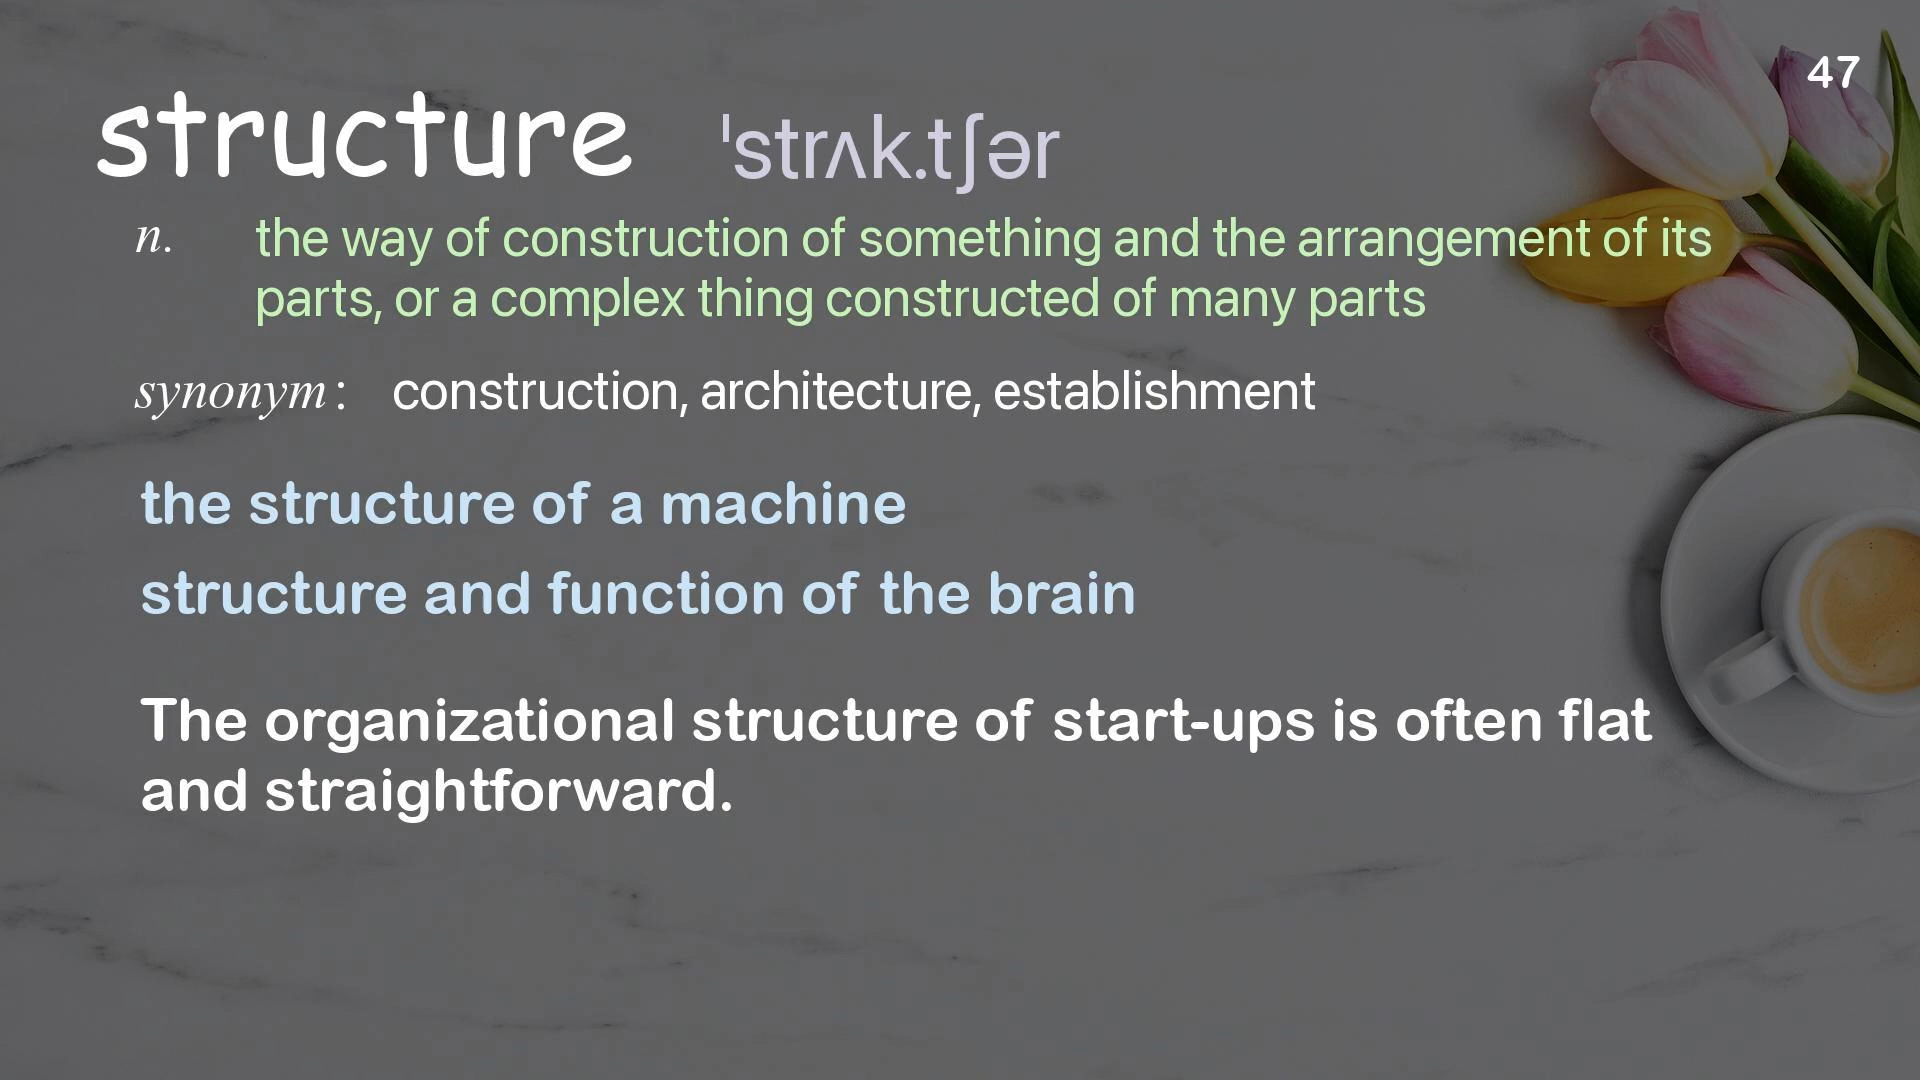 47
structure ˈstrʌk.tʃər
n. the way of construction of something and the arrangement of its
parts, or a complex thing constructed of many parts
synonym: construction, architecture, establishment
the structure of a machine
structure and function of the brain
The organizational structure of start-ups is often flat
and straightforward.